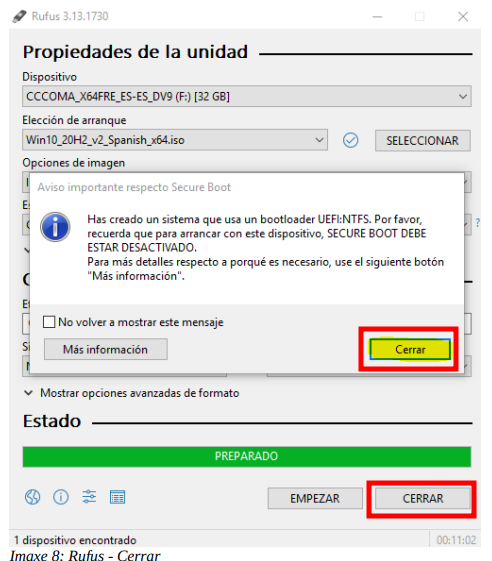 Rufus 3.13.1730
Propiedades de la unidad
Dispositivo
CCCOMA_X64FRE_ES-ES_DV9 (F:) [32 GB]
Elección de arranque
Win10_20H2_v2_Spanish_x64.iso
SELECCIONAR
Opciones de imagen
Aviso importante respecto Secure Boot
Has creado un sistema que usa un bootloader UEFI:NTFS. Por favor,
recuerda que para arrancar con este dispositivo, SECURE BOOT DEBE
ESTAR DESACTIVADO.
Para más detalles respecto a porqué es necesario, use el siguiente botón
"Más información".
?
No volver a mostrar este mensaje
Más información
Cerrar
Mostrar opciones avanzadas de formato
Estado
PREPARADO
EMPEZAR
CERRAR
1 dispositivo encontrado
00:11:02
Imaxe 8: Rufus - Cerrar